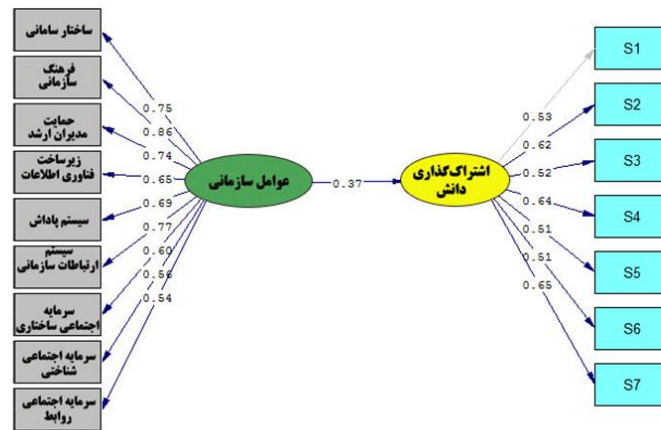 ساختار سامانی
فرهنگ
سازمانی
حمایت
مدیران ارشد
زیرساخت
فناوری اطلاعات
سیستم پاداش
سیستم
ارتباطات سازمانی
سرمایه
اجتماعی ساختاری
سرمایه اجتماعی
شناختی
سرمایه اجتماعی
روابط
0.75
0.86
0.74
0.65
0.69
0.77
0.60
0.56
0.54
عوامل سازمانی
0.37
اشتراک‌گذاری
دانش
0.53
0.62
0.52
0.64
0.51
0.51
0.65
S1
S2
S3
S4
S5
S6
S7